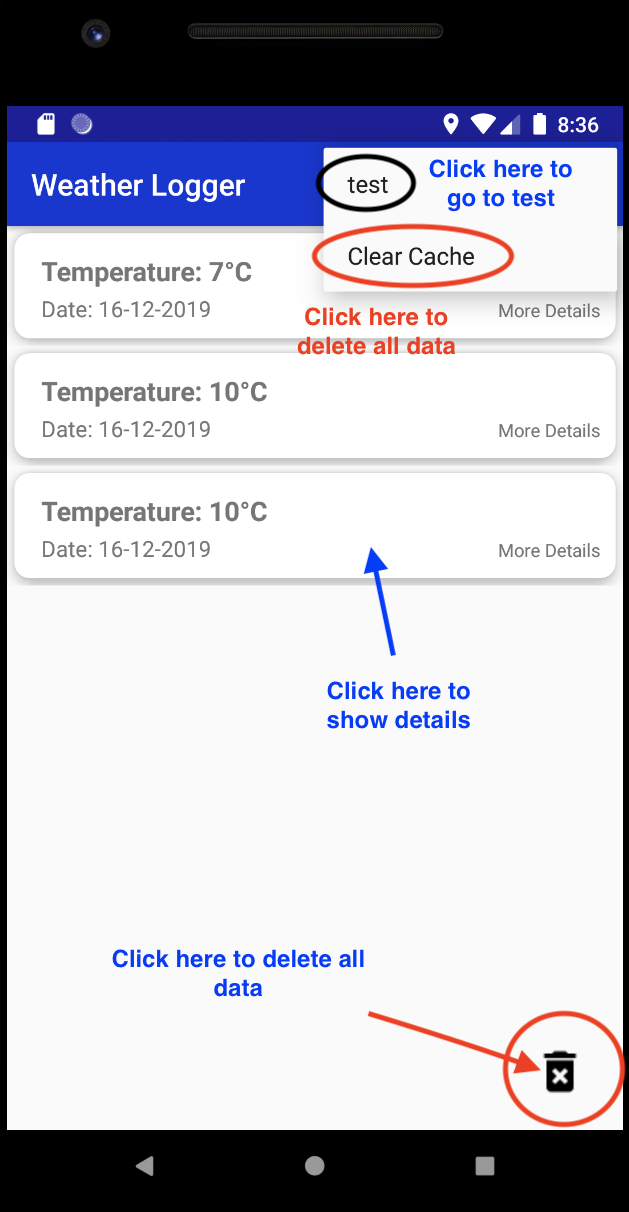 8:36
Weather Logger
test
Click here to
go to test
Clear Cache
Temperature: 7°C
Date: 16-12-2019
More Details
Click here to
delete all data
Temperature: 10°C
Date: 16-12-2019
More Details
Temperature: 10°C
Date: 16-12-2019
More Details
Click here to
show details
Click here to delete all
data